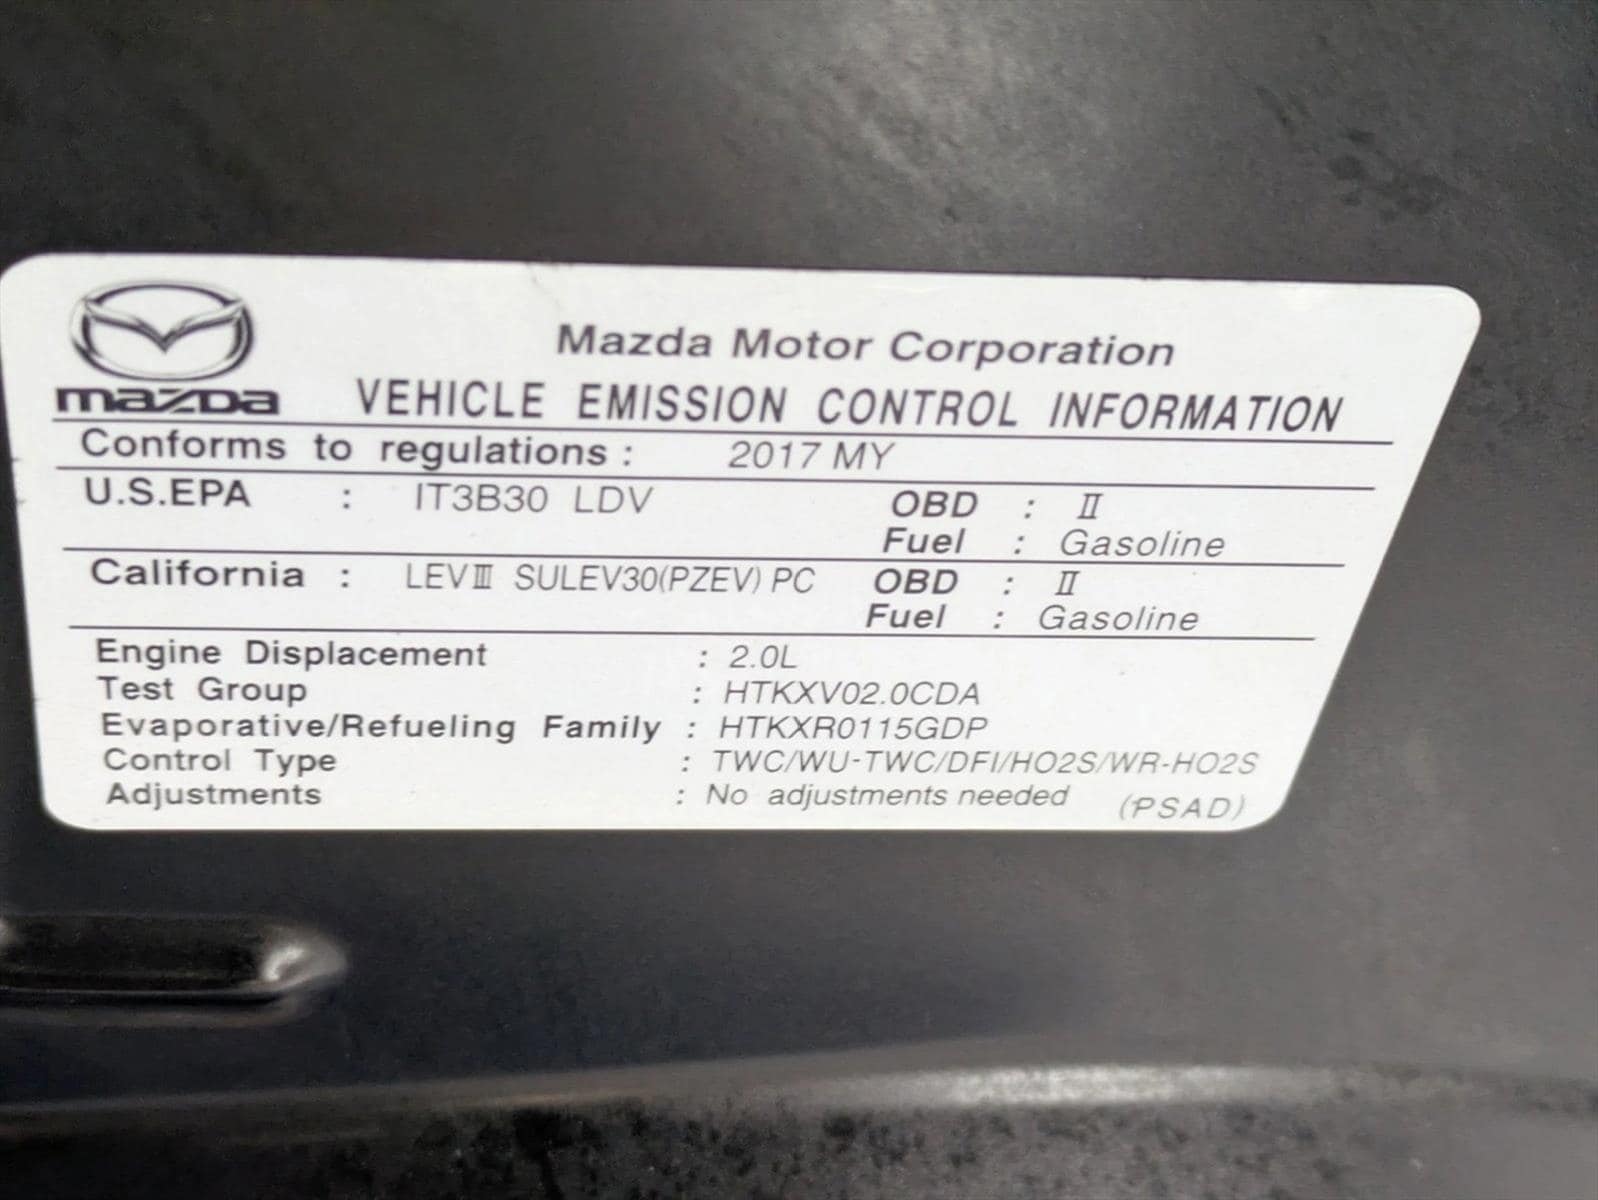 Mazda Motor Corporation
mazda VEHICLE EMISSION CONTROL INFORMATION
Conforms to regulations : 2017 MY
U.S.EPA : IT3B30 LDV OBD : Ⅱ
Fuel : Gasoline
California : LEVⅢ SULEV30(PZEV) PC OBD : Ⅱ
Fuel : Gasoline
Engine Displacement : 2.0L
Test Group : HTKXV02.0CDA
Evaporative/Refueling Family : HTKXR0115GDP
Control Type : TWC/WU-TWC/DFI/HO2S/WR-HO2S
Adjustments : No adjustments needed (PSAD)